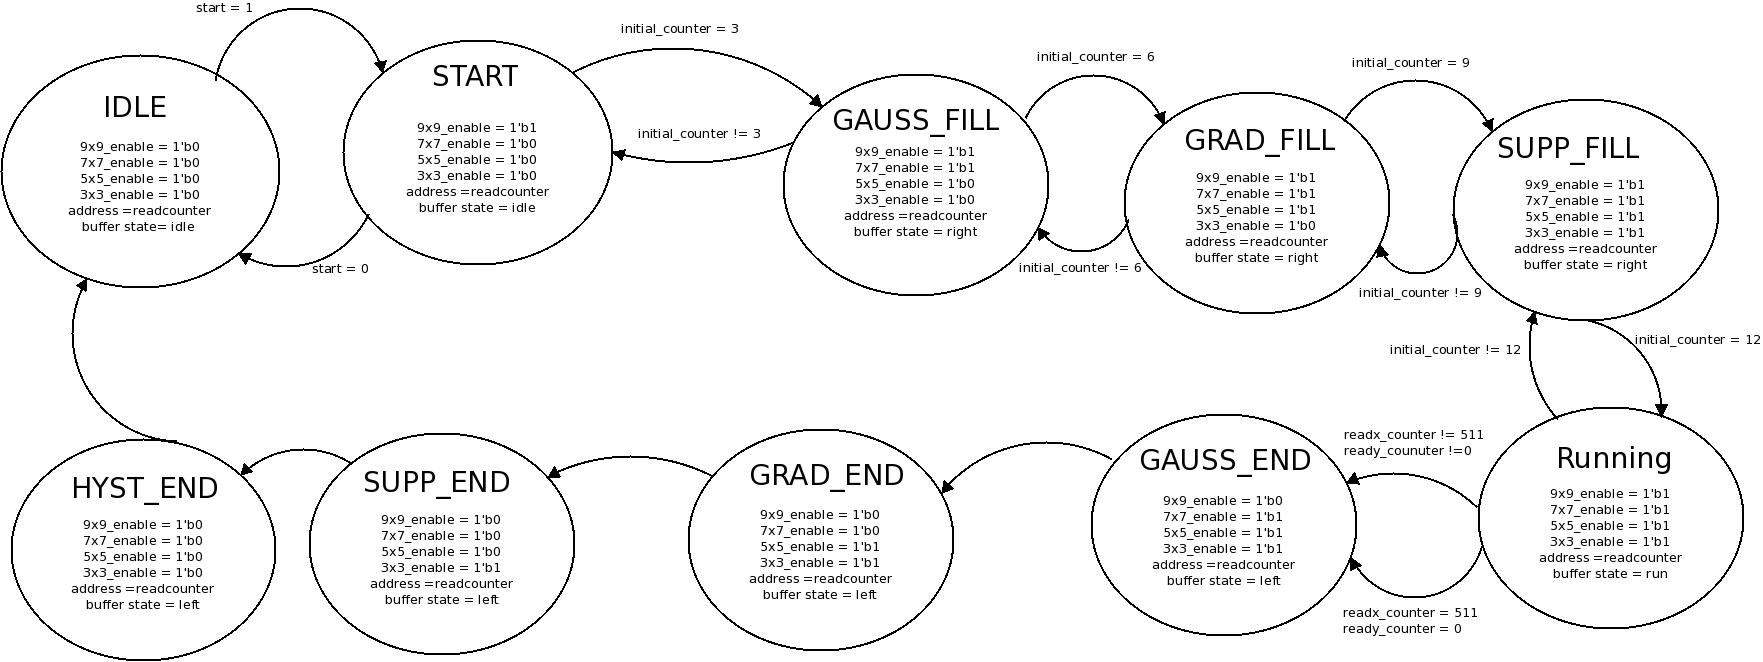 start = 1
IDLE
9x9_enable = 1'b0
7x7_enable = 1'b0
5x5_enable = 1'b0
3x3_enable = 1'b0
address =readcounter
buffer state= idle
start = 0
START
9x9_enable = 1'b1
7x7_enable = 1'b0
5x5_enable = 1'b0
3x3_enable = 1'b0
address =readcounter
buffer state = idle
initial_counter = 3
initial_counter != 3
GAUSS_FILL
9x9_enable = 1'b1
7x7_enable = 1'b1
5x5_enable = 1'b0
3x3_enable = 1'b0
address =readcounter
buffer state = right
initial_counter = 6
initial_counter != 6
GRAD_FILL
9x9_enable = 1'b1
7x7_enable = 1'b1
5x5_enable = 1'b1
3x3_enable = 1'b0
address =readcounter
buffer state = right
initial_counter = 9
initial_counter != 9
SUPP_FILL
9x9_enable = 1'b1
7x7_enable = 1'b1
5x5_enable = 1'b1
3x3_enable = 1'b1
address =readcounter
buffer state = right
initial_counter != 12
initial_counter = 12
Running
9x9_enable = 1'b1
7x7_enable = 1'b1
5x5_enable = 1'b1
3x3_enable = 1'b1
address =readcounter
buffer state = run
readx_counter != 511
ready_counuter !=0
readx_counter = 511
ready_counter = 0
GAUSS_END
9x9_enable = 1'b0
7x7_enable = 1'b1
5x5_enable = 1'b1
3x3_enable = 1'b1
address =readcounter
buffer state = left
GRAD_END
9x9_enable = 1'b0
7x7_enable = 1'b0
5x5_enable = 1'b1
3x3_enable = 1'b1
address =readcounter
buffer state = left
SUPP_END
9x9_enable = 1'b0
7x7_enable = 1'b0
5x5_enable = 1'b0
3x3_enable = 1'b1
address =readcounter
buffer state = left
HYST_END
9x9_enable = 1'b0
7x7_enable = 1'b0
5x5_enable = 1'b0
3x3_enable = 1'b0
address =readcounter
buffer state = left